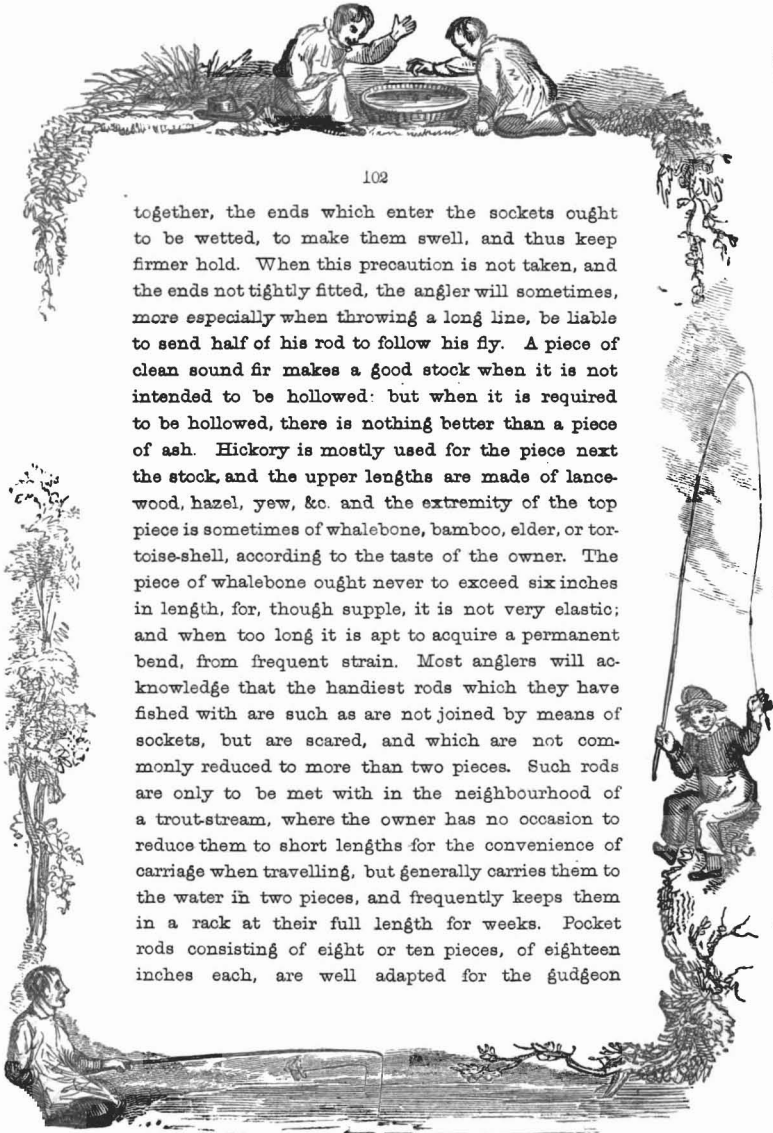 102
together, the ends which enter the sockets ought
to be wetted, to make them swell, and thus keep
firmer hold. When this precaution is not taken, and
the ends not tightly fitted, the angler will sometimes,
more especially when throwing a long line, be liable
to send half of his rod to follow his fly. A piece of
clean sound fir makes a good stock when it is not
intended to be hollowed: but when it is required
to be hollowed, there is nothing better than a piece
of ash. Hickory is mostly used for the piece next
the stock, and the upper lengths are made of lance-
wood, hazel, yew, &c. and the extremity of the top
piece is sometimes of whalebone, bamboo, elder, or tor-
toise-shell, according to the taste of the owner. The
piece of whalebone ought never to exceed six inches
in length, for, though supple, it is not very elastic;
and when too long it is apt to acquire a permanent
bend, from frequent strain. Most anglers will ac-
knowledge that the handiest rods which they have
fished with are such as are not joined by means of
sockets, but are scared, and which are not com-
monly reduced to more than two pieces. Such rods
are only to be met with in the neighbourhood of
a trout-stream, where the owner has no occasion to
reduce them to short lengths for the convenience of
carriage when travelling, but generally carries them to
the water in two pieces, and frequently keeps them
in a rack at their full length for weeks. Pocket
rods consisting of eight or ten pieces, of eighteen
inches each, are well adapted for the gudgeon